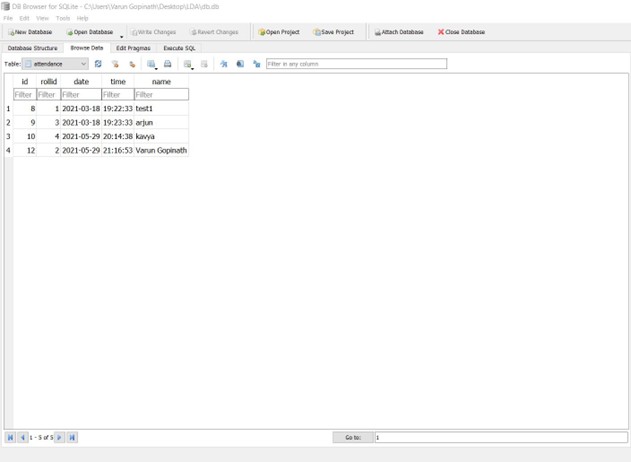 DB Browser for SQLite - C:\Users\Varun Gopinath\Desktop\LDA\db.db
File Edit View Tools Help
New Database Open Database Write Changes Revert Changes Open Project Save Project Attach Database Close Database
Database Structure Browse Data Edit Pragmas Execute SQL
Table: attendance Filter in any column
id rollid date time name
Filter Filter Filter Filter Filter
1 8 1 2021-03-18 19:22:33 test1
2 9 3 2021-03-18 19:23:33 arjun
3 10 4 2021-05-29 20:14:38 kavya
4 12 2 2021-05-29 21:16:53 Varun Gopinath
1 - 5 of 5 Go to: 1